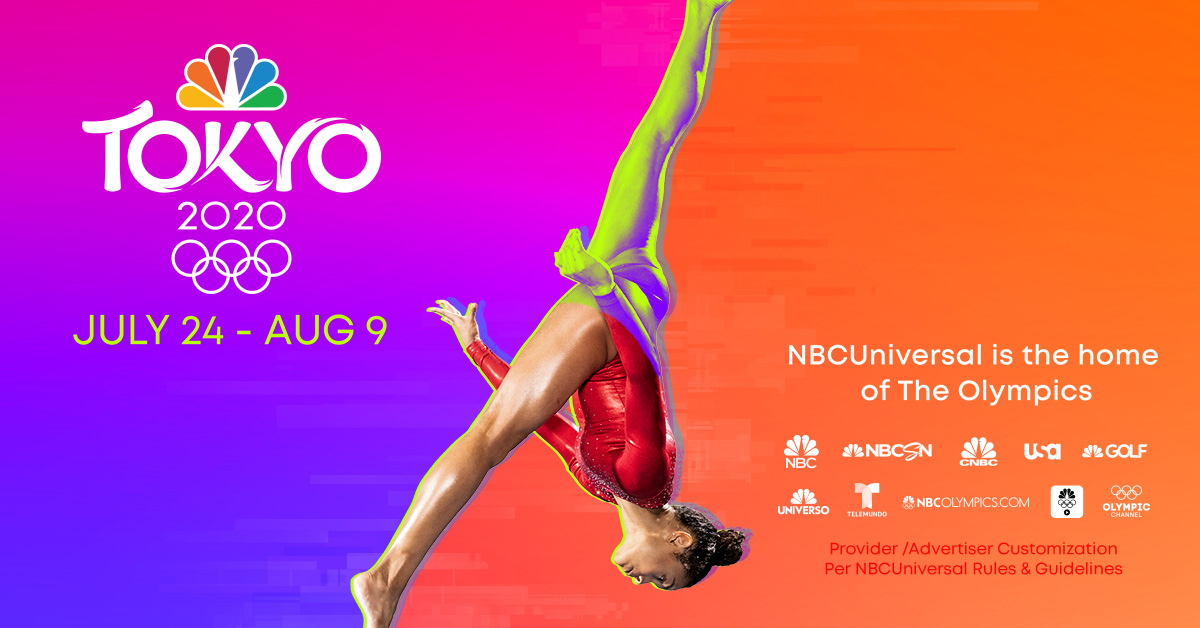 TOKYO
2020
JULY 24 - AUG 9
NBCUniversal is the home
of The Olympics
NBC NBCSN CNBC USA GOLF
UNIVERSO TELEMUNDO NBCOLYMPICS.COM OLYMPIC CHANNEL
Provider /Advertiser Customization
Per NBCUniversal Rules & Guidelines